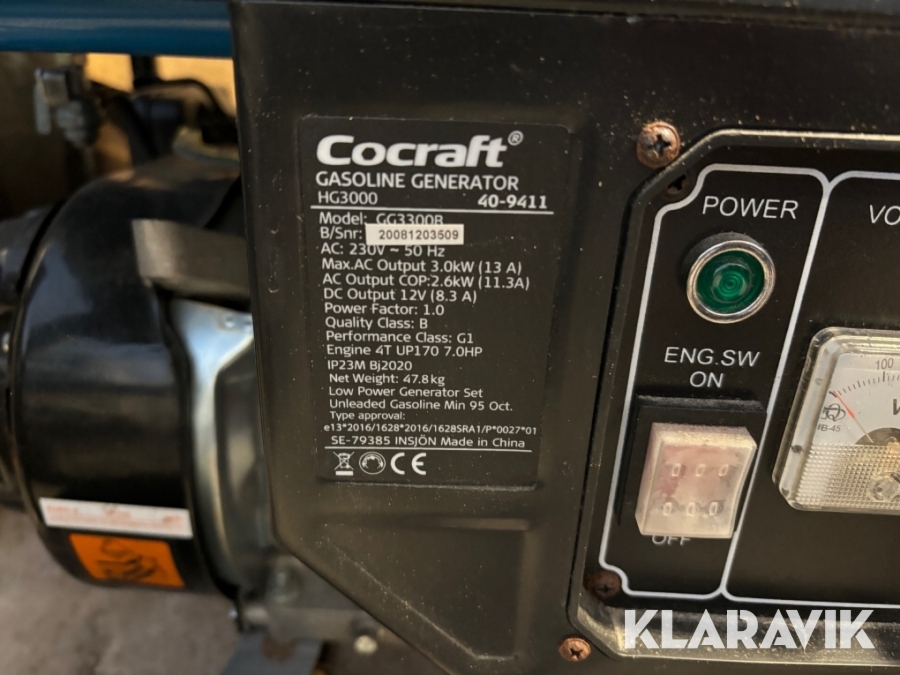 Cocraft®
GASOLINE GENERATOR
HG3000 40-9411
Model: GG3300B
B/Snr: 20081203509
AC: 230V ~ 50 Hz
Max.AC Output 3.0kW (13 A)
AC Output COP:2.6kW (11.3A)
DC Output 12V (8.3 A)
Power Factor: 1.0
Quality Class: B
Performance Class: G1
Engine 4T UP170 7.0HP
IP23M Bj2020
Net Weight: 47.8kg
Low Power Generator Set
Unleaded Gasoline Min 95 Oct.
Type approval:
e13*2016/1628*2016/1628SRA1/P*0027*01
SE-79385 INSJÖN Made in China
CE
POWER
ENG.SW
ON
OFF
VO
100
V
MB-45
KLARAVIK